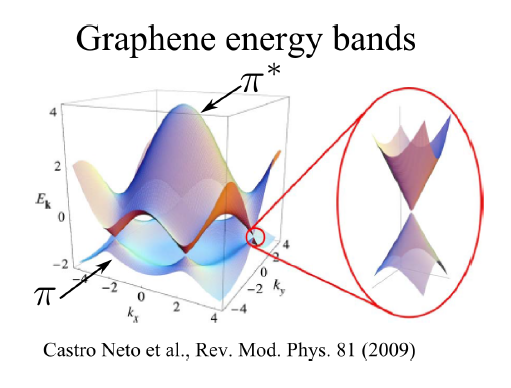 Graphene energy bands
π*
4
2
E_k
0
−2
π
−4
−2
0
2
4
k_x
−4
−2
0
2
4
k_y
Castro Neto et al., Rev. Mod. Phys. 81 (2009)